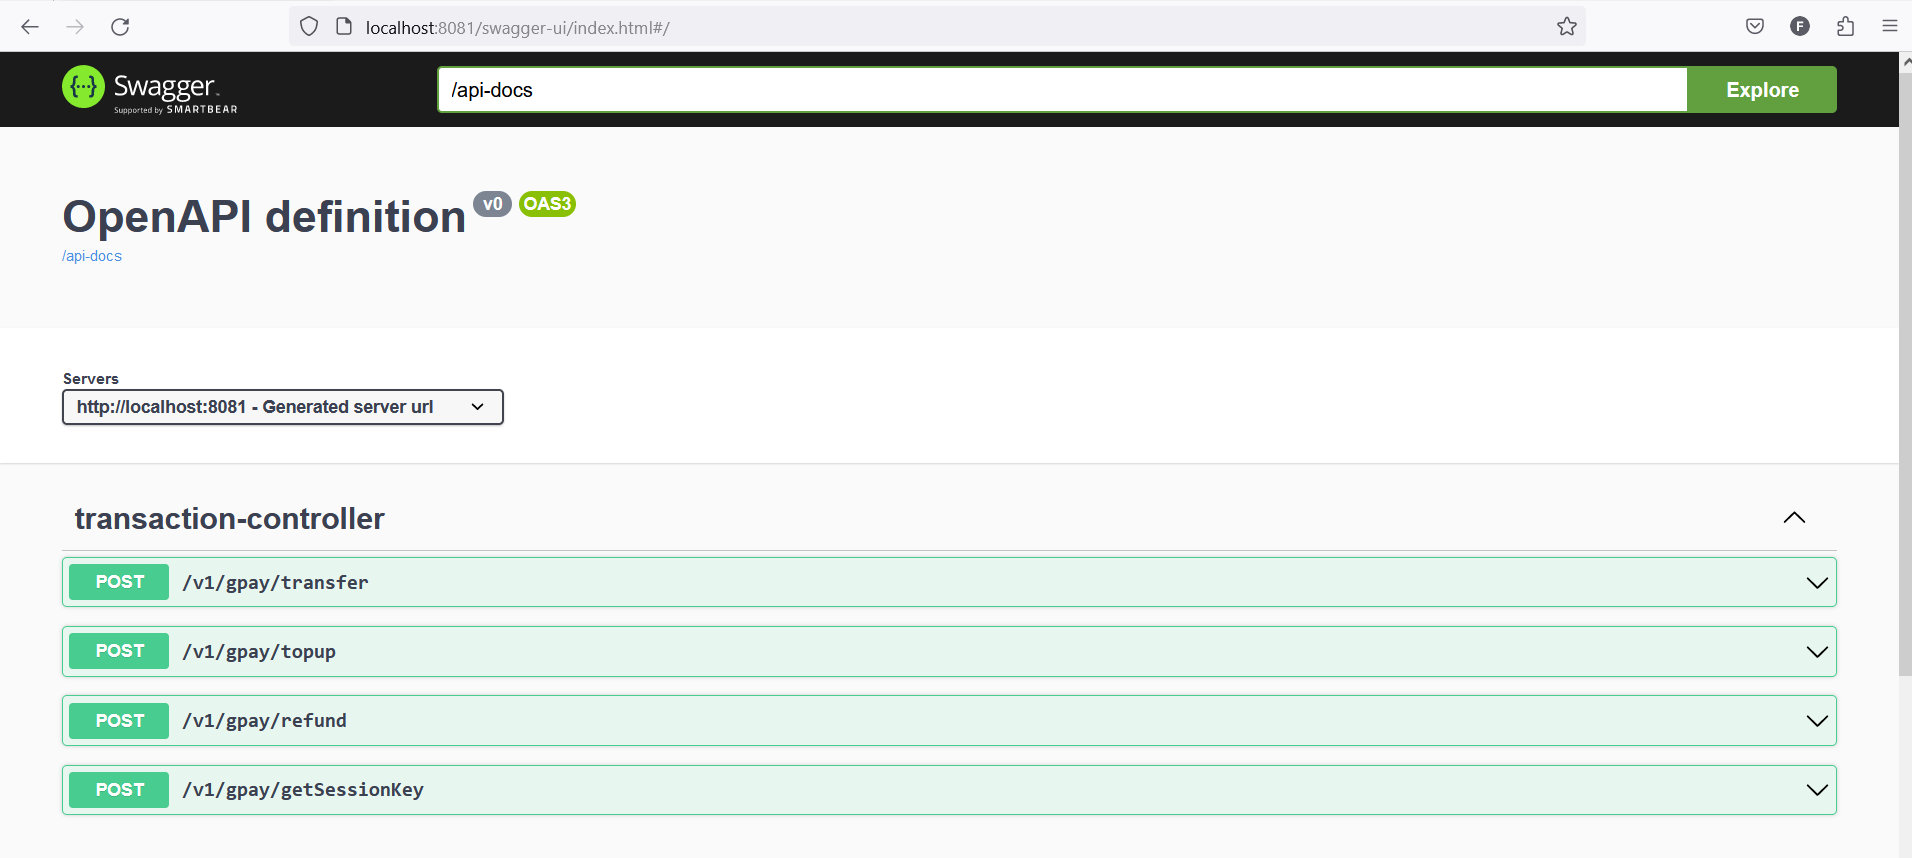 localhost:8081/swagger-ui/index.html#/
F
{···} Swagger.
Supported by SMARTBEAR
/api-docs
Explore
OpenAPI definition v0 OAS3
/api-docs
Servers
http://localhost:8081 - Generated server url
transaction-controller
POST /v1/gpay/transfer
POST /v1/gpay/topup
POST /v1/gpay/refund
POST /v1/gpay/getSessionKey